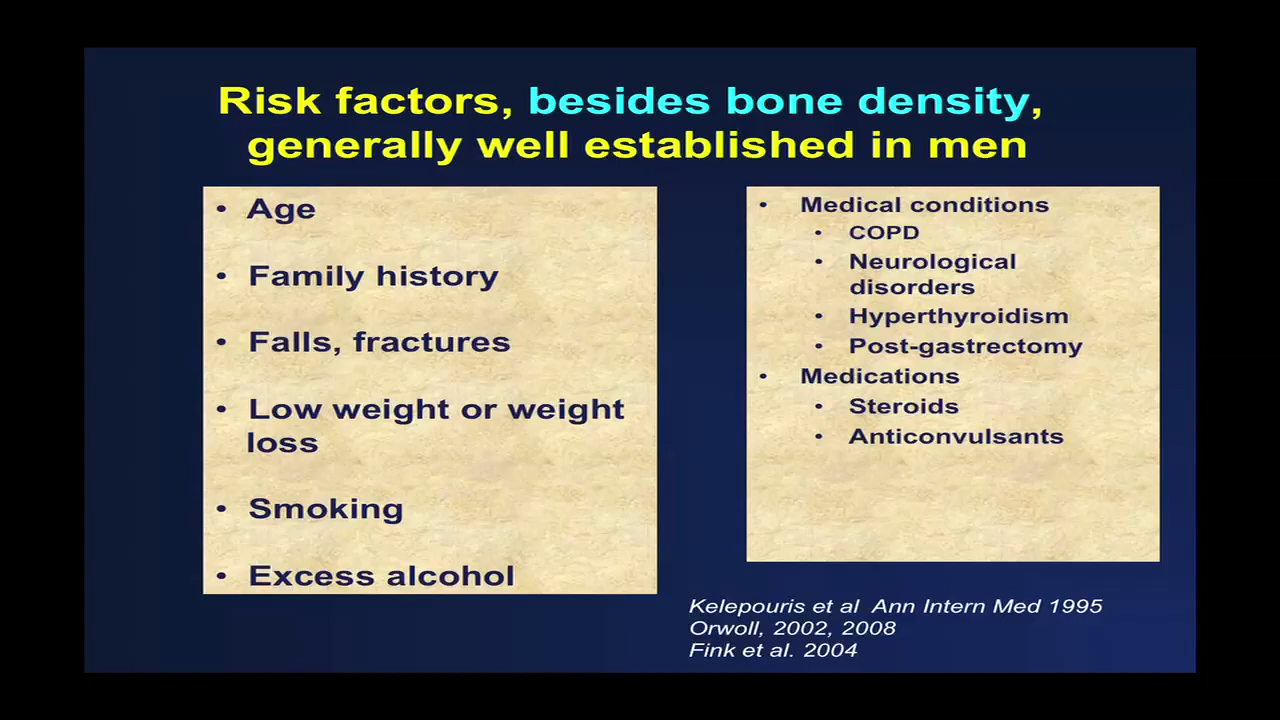 Risk factors, besides bone density,
generally well established in men
• Age
• Family history
• Falls, fractures
• Low weight or weight
loss
• Smoking
• Excess alcohol
• Medical conditions
• COPD
• Neurological
disorders
• Hyperthyroidism
• Post-gastrectomy
• Medications
• Steroids
• Anticonvulsants
Kelepouris et al Ann Intern Med 1995
Orwoll, 2002, 2008
Fink et al. 2004